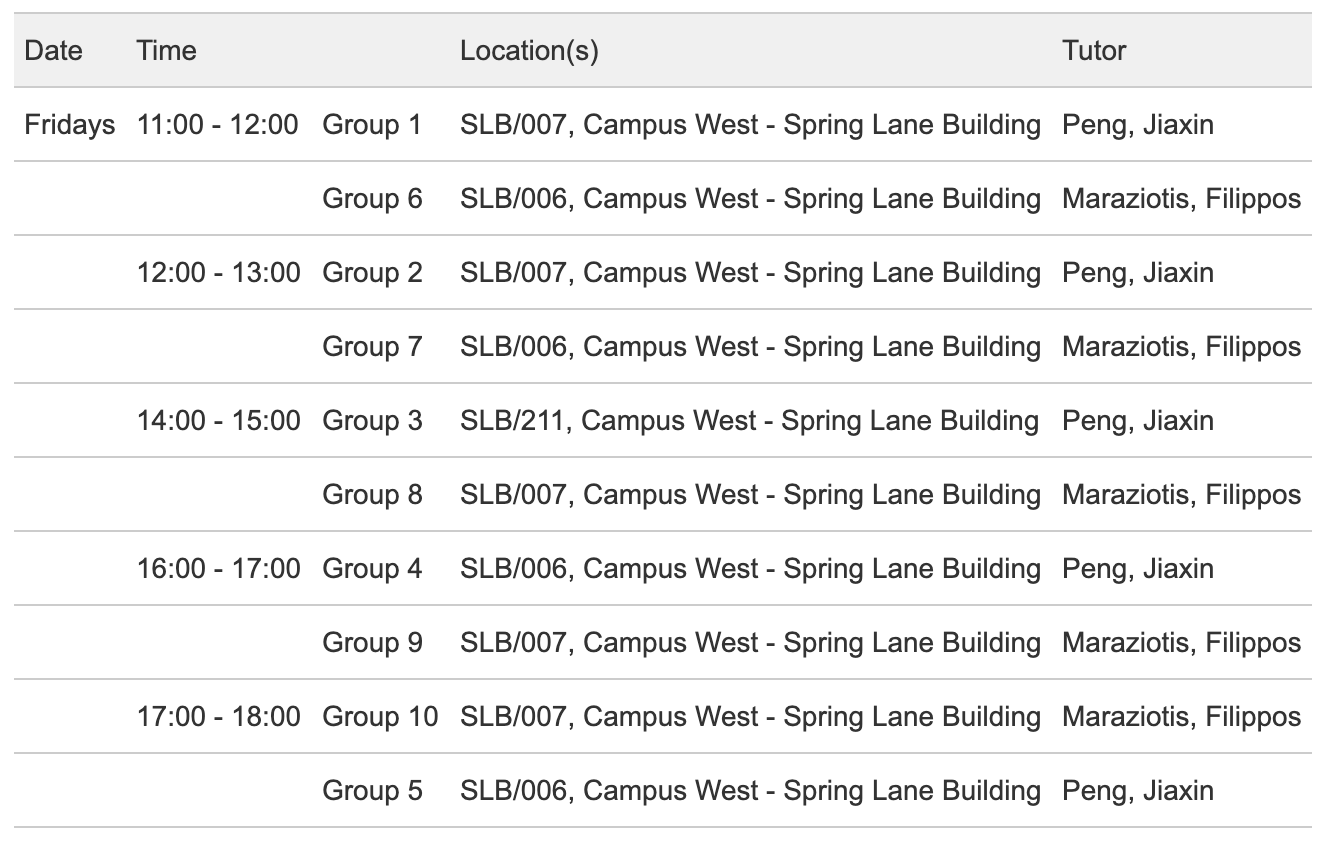 Date Time Location(s) Tutor
Fridays 11:00 - 12:00 Group 1 SLB/007, Campus West - Spring Lane Building Peng, Jiaxin
Group 6 SLB/006, Campus West - Spring Lane Building Maraziotis, Filippos
12:00 - 13:00 Group 2 SLB/007, Campus West - Spring Lane Building Peng, Jiaxin
Group 7 SLB/006, Campus West - Spring Lane Building Maraziotis, Filippos
14:00 - 15:00 Group 3 SLB/211, Campus West - Spring Lane Building Peng, Jiaxin
Group 8 SLB/007, Campus West - Spring Lane Building Maraziotis, Filippos
16:00 - 17:00 Group 4 SLB/006, Campus West - Spring Lane Building Peng, Jiaxin
Group 9 SLB/007, Campus West - Spring Lane Building Maraziotis, Filippos
17:00 - 18:00 Group 10 SLB/007, Campus West - Spring Lane Building Maraziotis, Filippos
Group 5 SLB/006, Campus West - Spring Lane Building Peng, Jiaxin